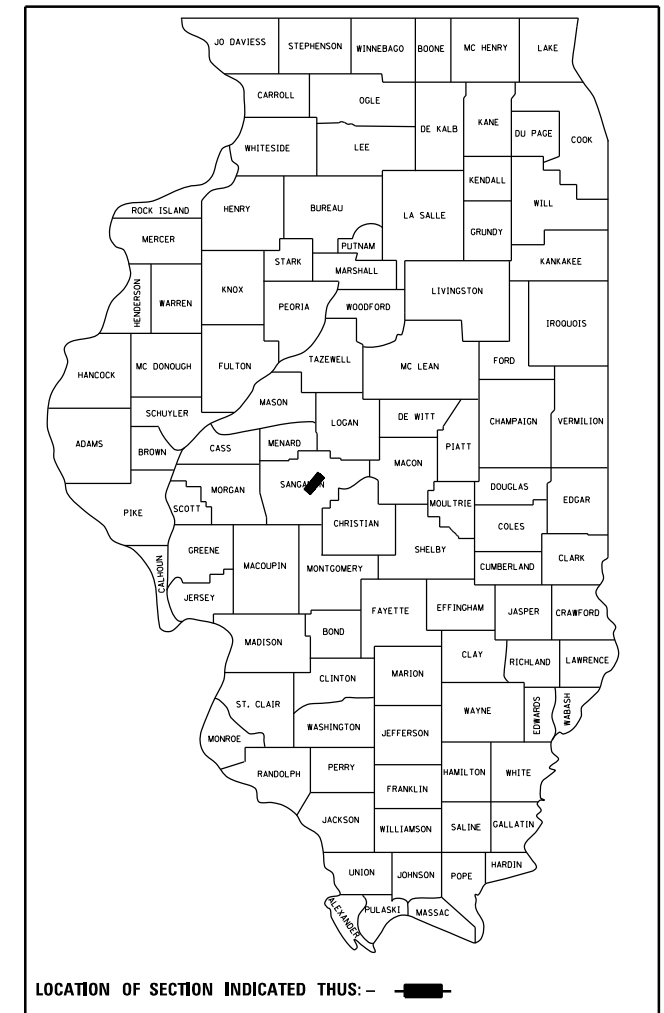 JO DAVIESS
STEPHENSON
WINNEBAGO
BOONE
MC HENRY
LAKE
CARROLL
OGLE
DE KALB
KANE
DU PAGE
COOK
WHITESIDE
LEE
KENDALL
WILL
ROCK ISLAND
HENRY
BUREAU
LA SALLE
GRUNDY
MERCER
PUTNAM
STARK
MARSHALL
KANKAKEE
HENDERSON
WARREN
KNOX
PEORIA
WOODFORD
LIVINGSTON
IROQUOIS
HANCOCK
MC DONOUGH
FULTON
TAZEWELL
MC LEAN
FORD
SCHUYLER
MASON
LOGAN
DE WITT
PIATT
CHAMPAIGN
VERMILION
ADAMS
BROWN
CASS
MENARD
MACON
PIKE
SCOTT
MORGAN
CHRISTIAN
MOULTRIE
DOUGLAS
EDGAR
COLES
CALHOUN
GREENE
MACOUPIN
MONTGOMERY
SHELBY
CUMBERLAND
CLARK
JERSEY
FAYETTE
EFFINGHAM
JASPER
CRAWFORD
MADISON
BOND
CLAY
RICHLAND
LAWRENCE
CLINTON
MARION
ST. CLAIR
WAYNE
EDWARDS
WABASH
MONROE
WASHINGTON
JEFFERSON
RANDOLPH
PERRY
HAMILTON
WHITE
FRANKLIN
JACKSON
WILLIAMSON
SALINE
GALLATIN
UNION
JOHNSON
POPE
HARDIN
ALEXANDER
PULASKI
MASSAC
LOCATION OF SECTION INDICATED THUS: –